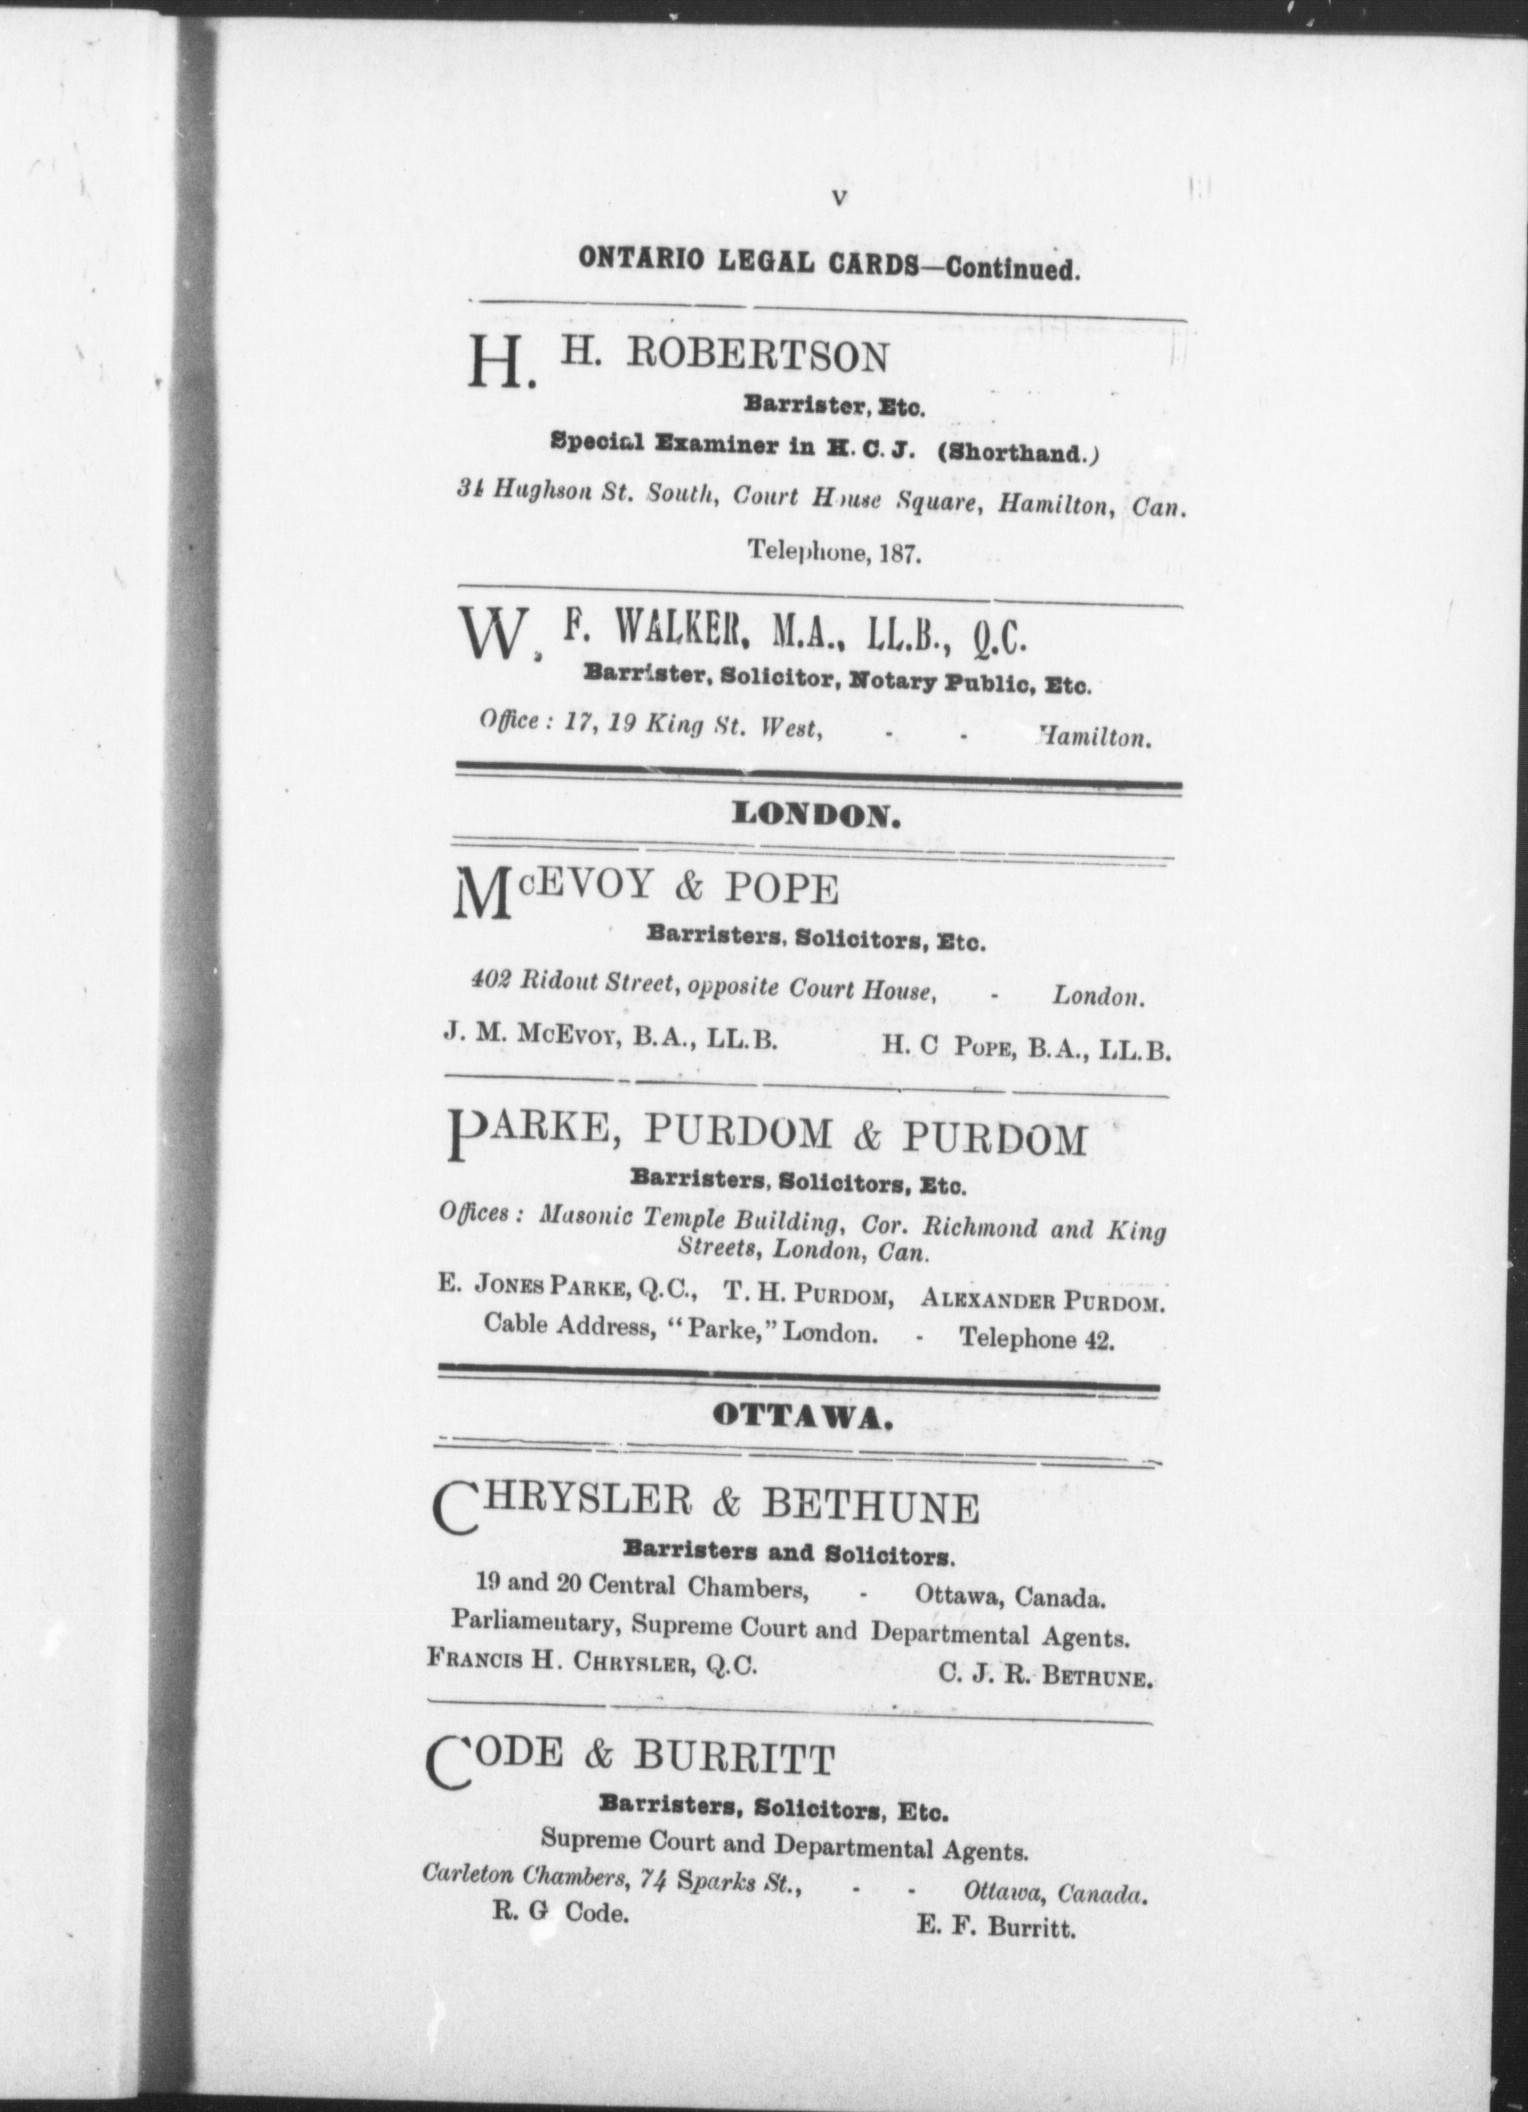 v
ONTARIO LEGAL CARDS—Continued.
H. H. ROBERTSON
Barrister, Etc.
Special Examiner in H. C. J. (Shorthand.)
Hughson St. South, Court House Square, Hamilton, Can.
Telephone, 187.
W. F. WALKER, M.A., LL.B., Q.C.
Barrister, Solicitor, Notary Public, Etc.
Office : 17, 19 King St. West, - - Hamilton.
LONDON.
McEVOY & POPE
Barristers, Solicitors, Etc.
402 Ridout Street, opposite Court House, - London.
J. M. McEvoy, B.A., LL.B. H. C Pope, B.A., LL.B.
PARKE, PURDOM & PURDOM
Barristers, Solicitors, Etc.
Offices : Masonic Temple Building, Cor. Richmond and King
Streets, London, Can.
E. Jones Parke, Q.C., T. H. Purdom, Alexander Purdom.
Cable Address, "Parke," London. - Telephone 42.
OTTAWA.
CHRYSLER & BETHUNE
Barristers and Solicitors.
19 and 20 Central Chambers, - Ottawa, Canada.
Parliamentary, Supreme Court and Departmental Agents.
Francis H. Chrysler, Q.C. C. J. R. Bethune.
CODE & BURRITT
Barristers, Solicitors, Etc.
Supreme Court and Departmental Agents.
Carleton Chambers, 74 Sparks St., - - Ottawa, Canada.
R. G Code. E. F. Burritt.